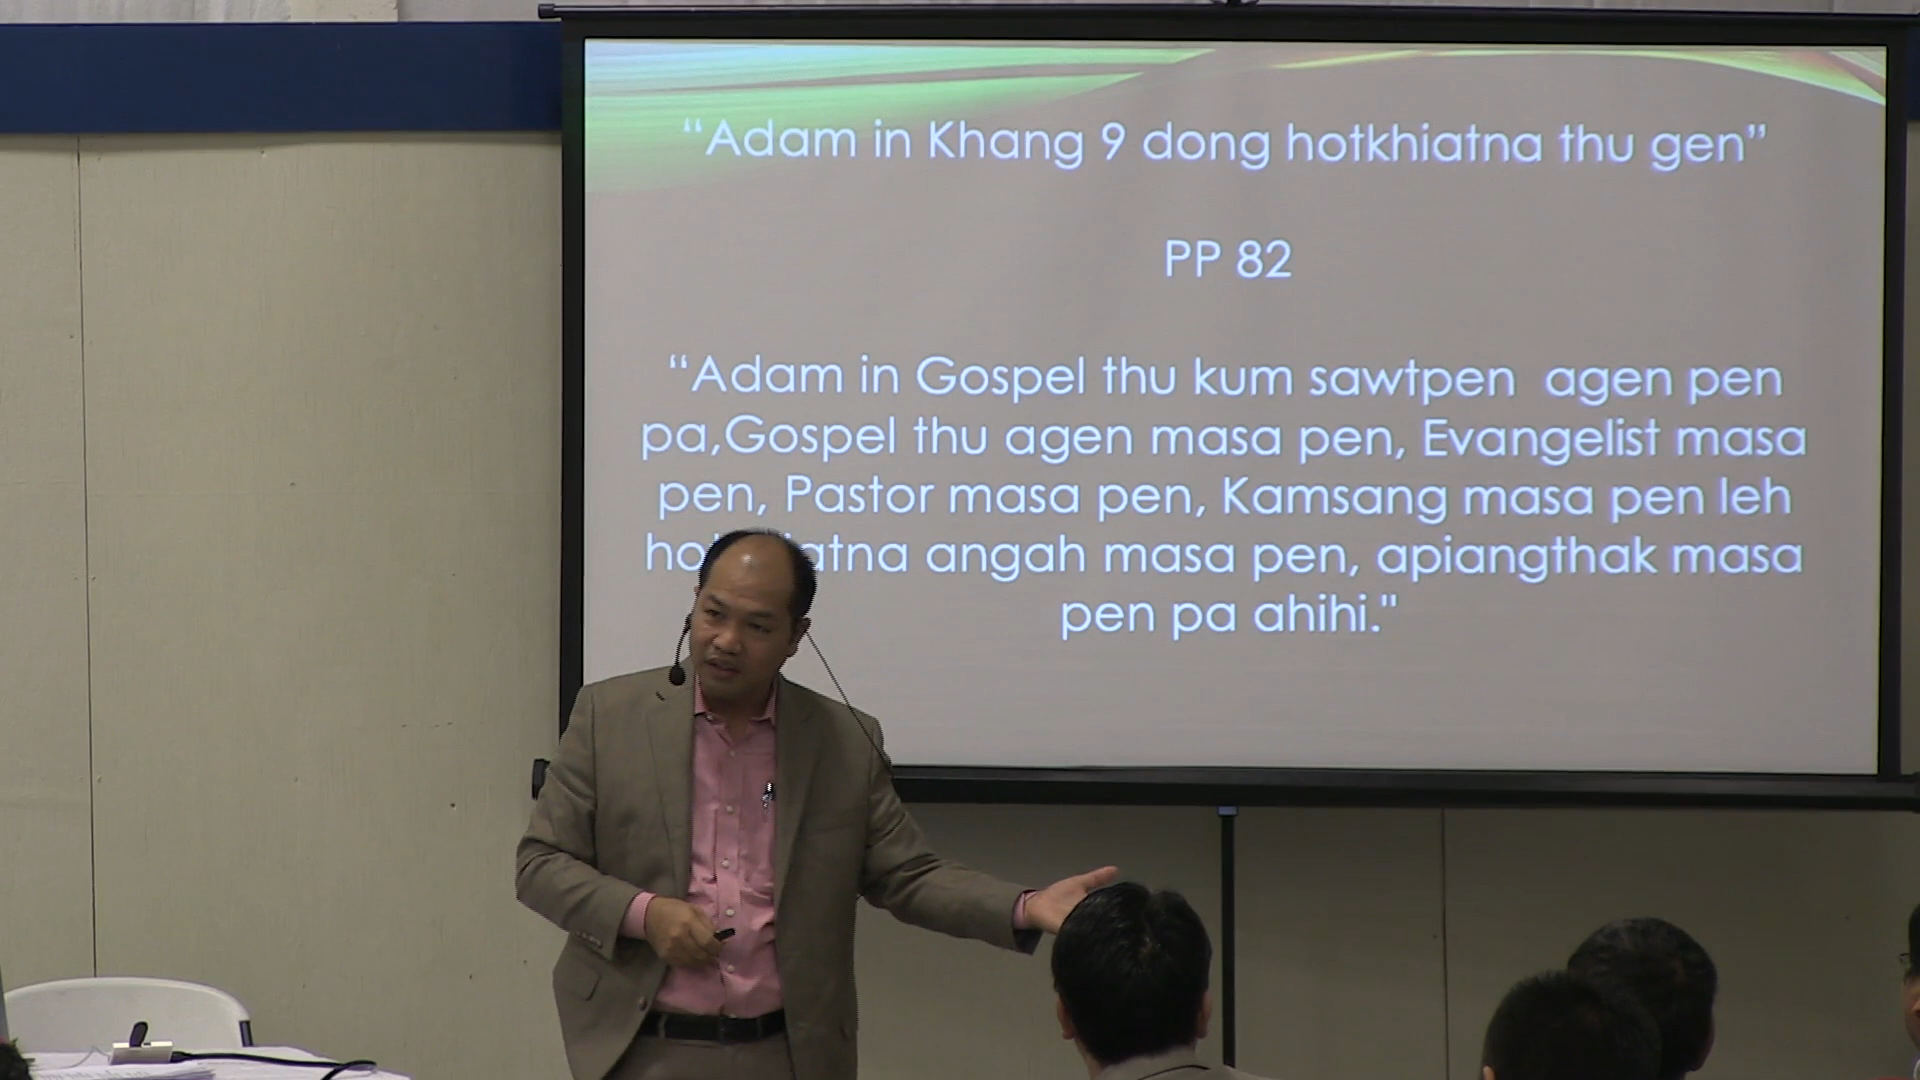 “Adam in Khang 9 dong hotkhiatna thu gen”
PP 82
“Adam in Gospel thu kum sawtpen agen pen
pa,Gospel thu agen masa pen, Evangelist masa
pen, Pastor masa pen, Kamsang masa pen leh
angah masa pen, apiangthak masa
pen pa ahihi."